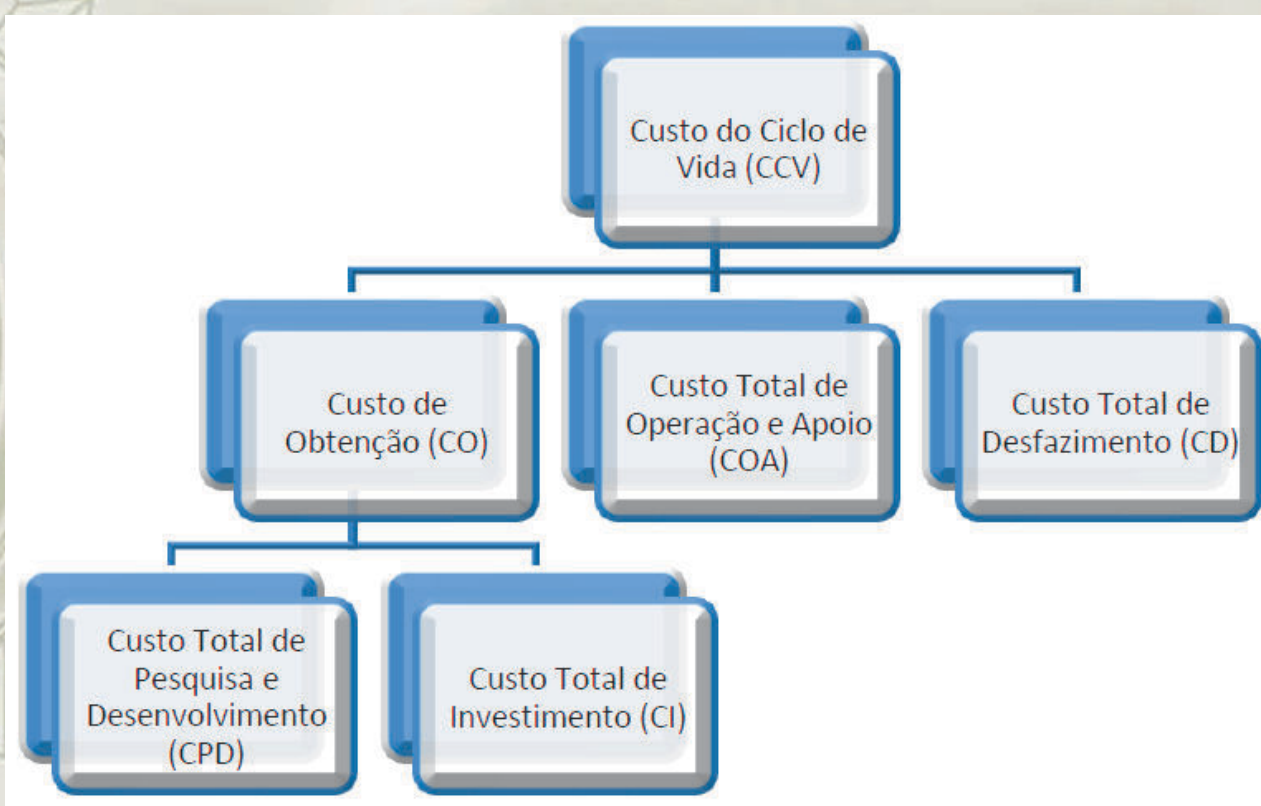 Custo do Ciclo de
Vida (CCV)
Custo de
Obtenção (CO)
Custo Total de
Operação e Apoio
(COA)
Custo Total de
Desfazimento (CD)
Custo Total de
Pesquisa e
Desenvolvimento
(CPD)
Custo Total de
Investimento (CI)